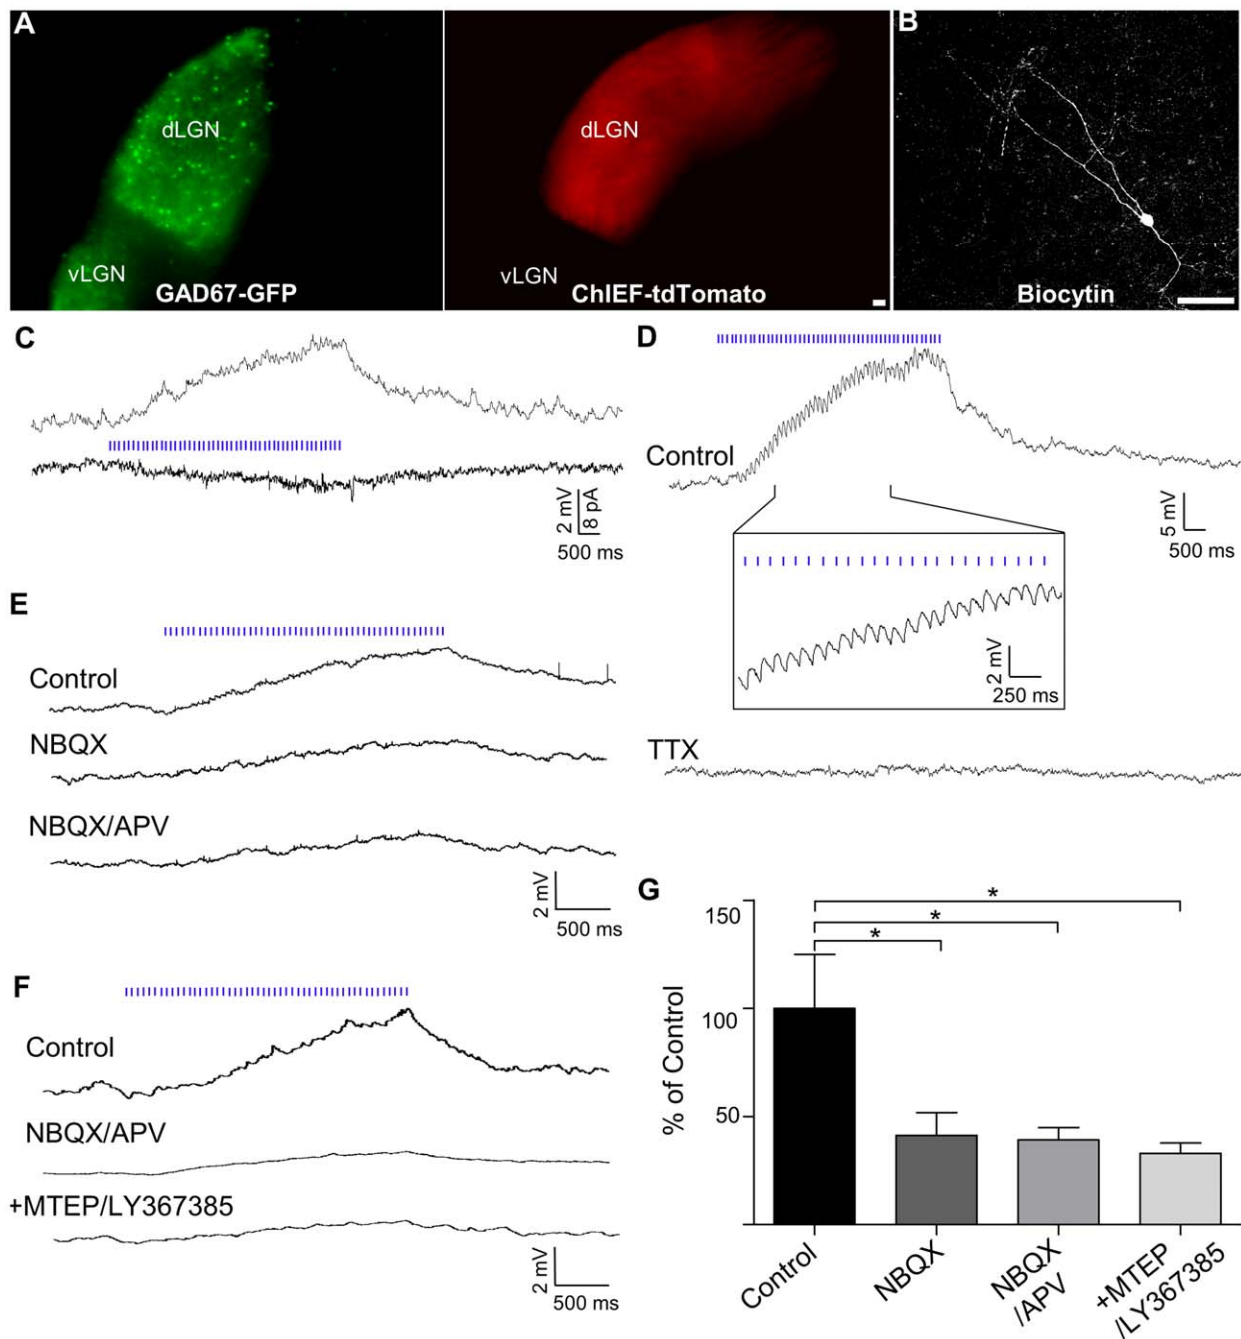 A
dLGN
vLGN
GAD67-GFP
dLGN
vLGN
ChIEF-tdTomato
B
Biocytin
C
2 mV
8 pA
500 ms
D
Control
5 mV
500 ms
2 mV
250 ms
TTX
E
Control
NBQX
NBQX/APV
2 mV
500 ms
F
Control
NBQX/APV
+MTEP/LY367385
2 mV
500 ms
G
*
*
*
150
100
50
% of Control
Control
NBQX
NBQX
/APV
+MTEP
/LY367385